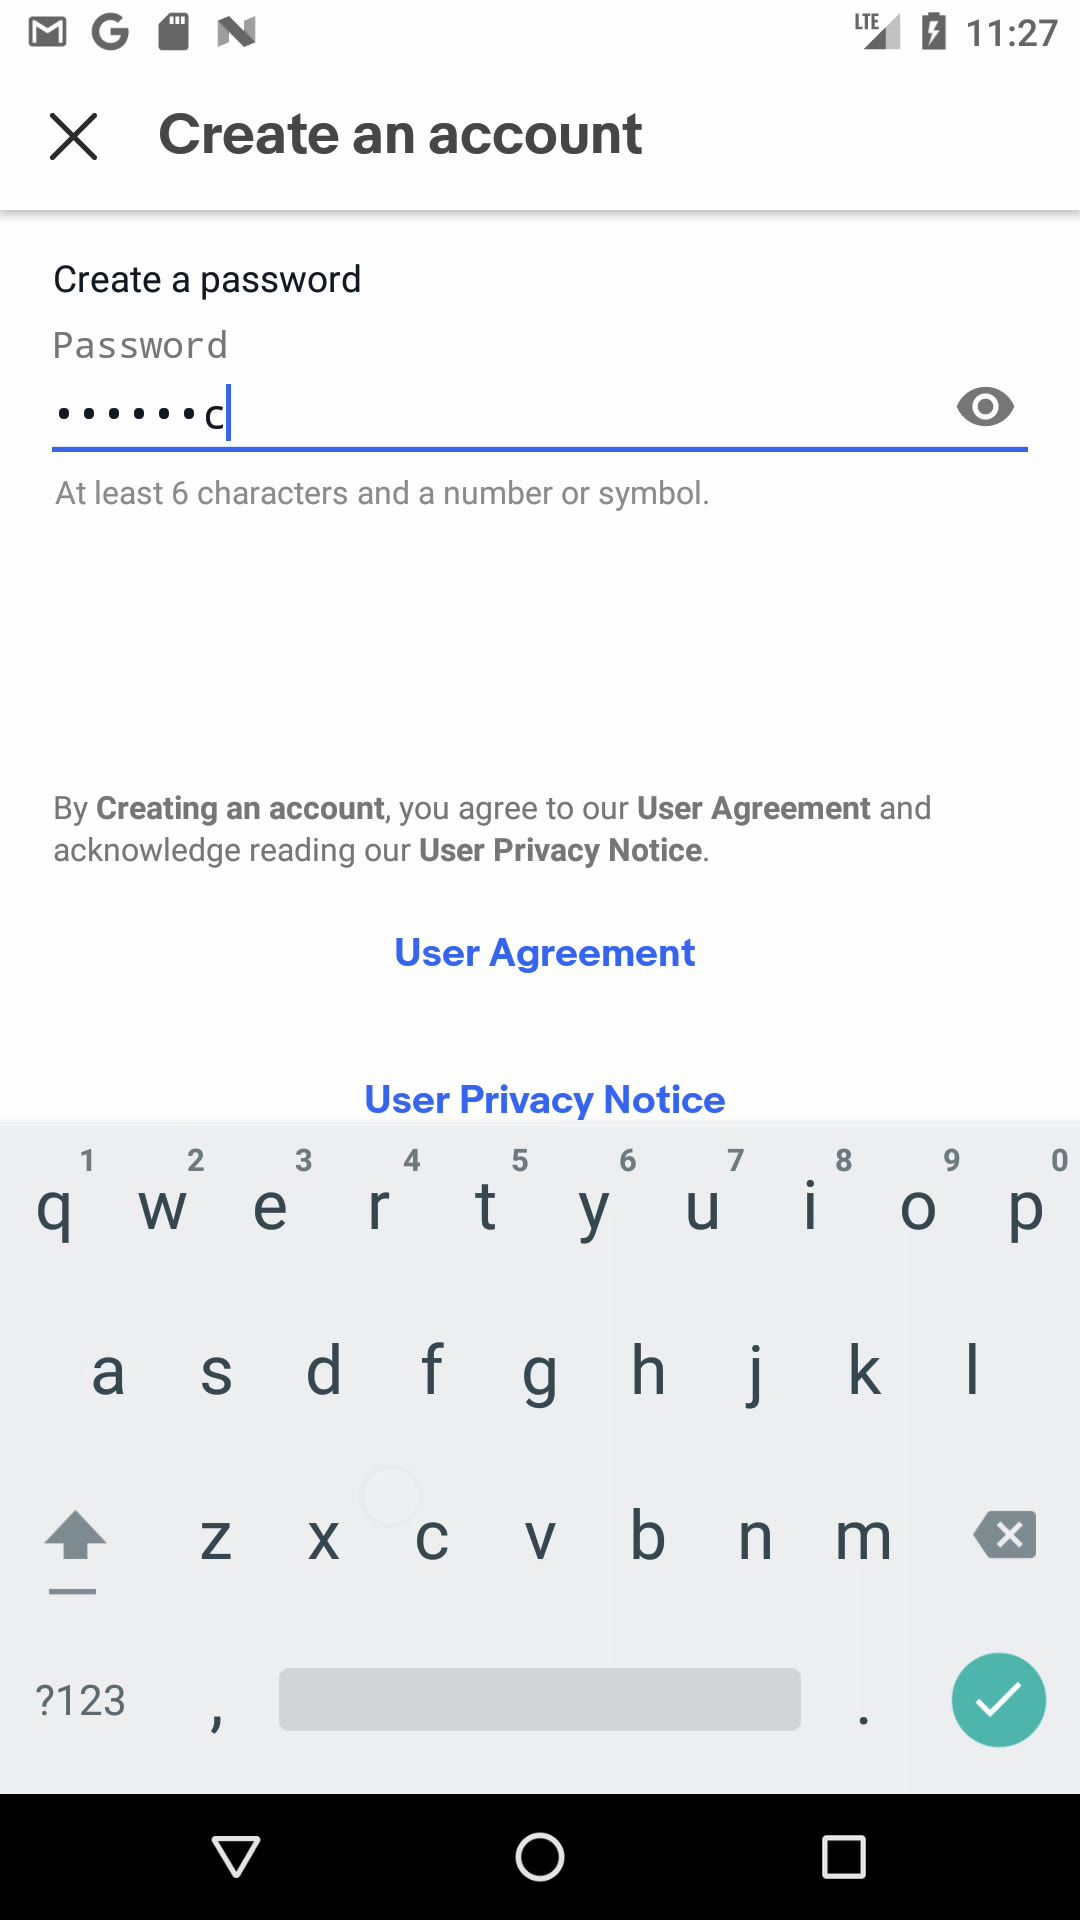 LTE 11:27
Create an account
Create a password
Password
••••••c
At least 6 characters and a number or symbol.
By Creating an account, you agree to our User Agreement and
acknowledge reading our User Privacy Notice.
User Agreement
User Privacy Notice
1 2 3 4 5 6 7 8 9 0
q w e r t y u i o p
a s d f g h j k l
z x c v b n m
?123 , .